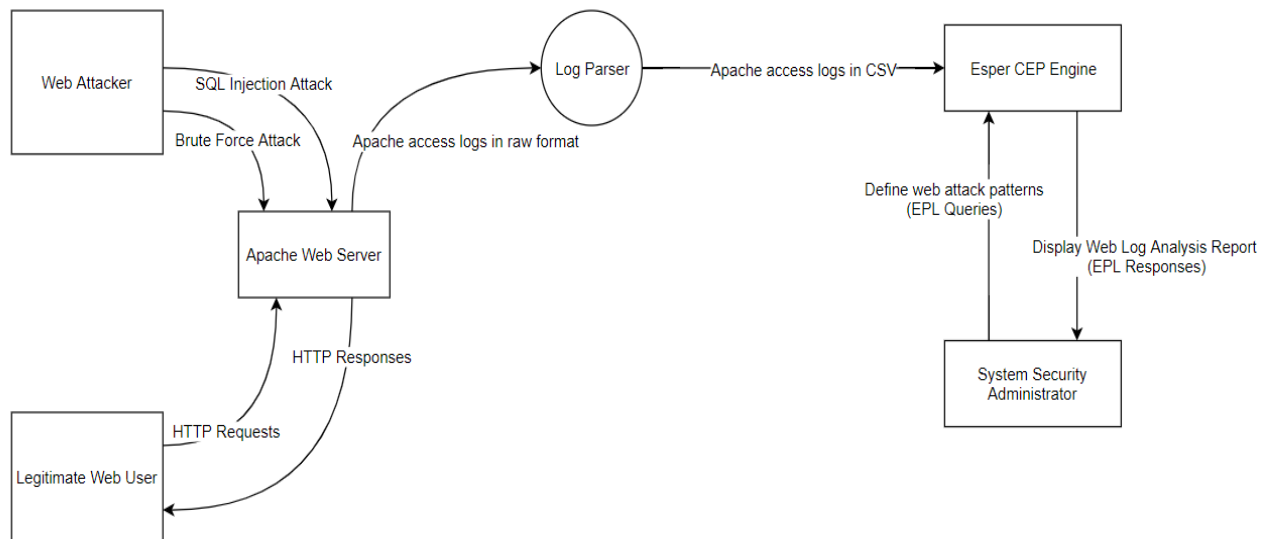 Web Attacker
SQL Injection Attack
Brute Force Attack
Apache Web Server
Apache access logs in raw format
Log Parser
Apache access logs in CSV
Esper CEP Engine
Define web attack patterns
(EPL Queries)
Display Web Log Analysis Report
(EPL Responses)
System Security
Administrator
HTTP Responses
HTTP Requests
Legitimate Web User